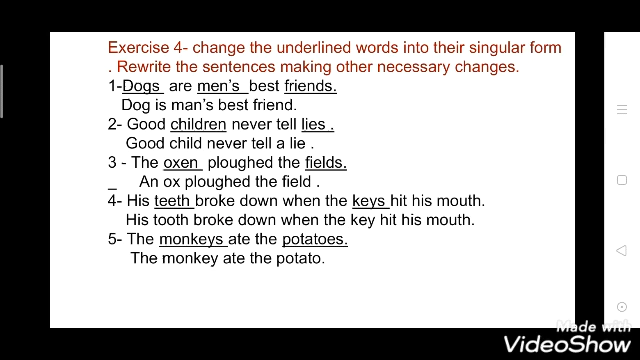 Exercise 4- change the underlined words into their singular form
. Rewrite the sentences making other necessary changes.
1-Dogs are men's best friends.
Dog is man's best friend.
2- Good children never tell lies .
Good child never tell a lie .
3 - The oxen ploughed the fields.
_ An ox ploughed the field .
4- His teeth broke down when the keys hit his mouth.
His tooth broke down when the key hit his mouth.
5- The monkeys ate the potatoes.
The monkey ate the potato.
Made with
VideoShow